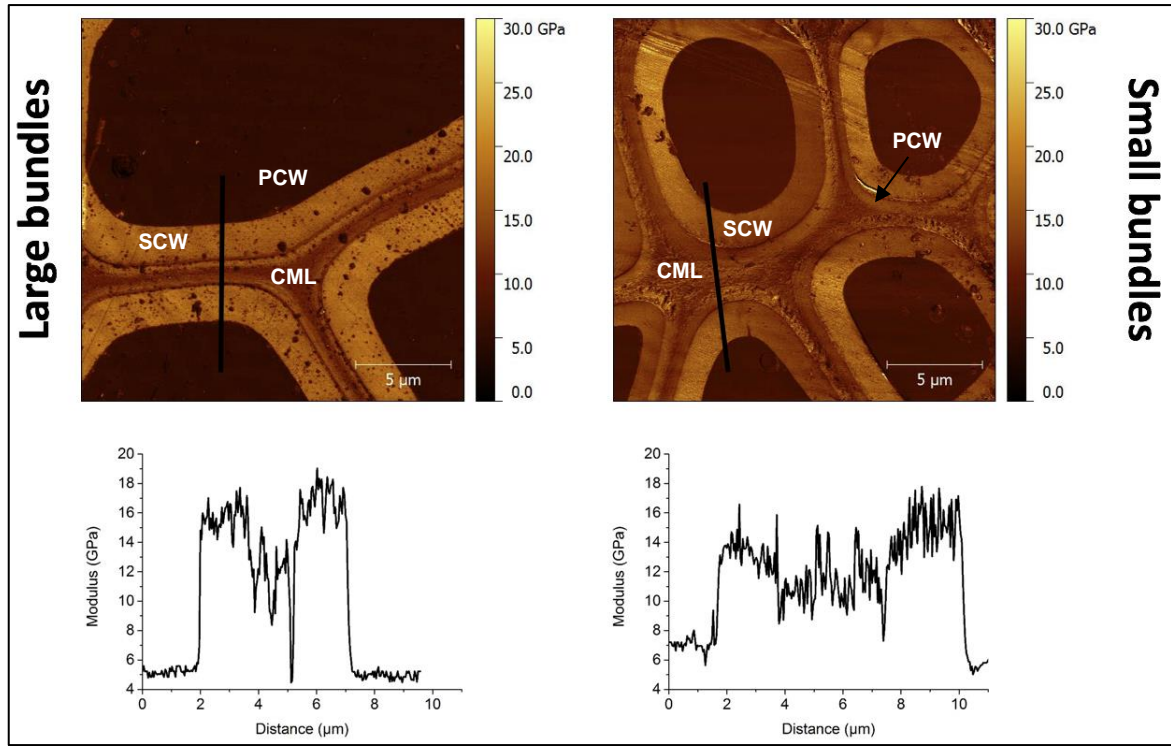 Large bundles
30.0 GPa
25.0
20.0
15.0
10.0
5.0
0.0
PCW
SCW
CML
5 µm
30.0 GPa
25.0
20.0
15.0
10.0
5.0
0.0
PCW
SCW
CML
5 µm
Small bundles
20
18
16
14
12
10
8
6
4
Modulus (GPa)
0 2 4 6 8 10
Distance (µm)
20
18
16
14
12
10
8
6
4
Modulus (GPa)
0 2 4 6 8 10
Distance (µm)